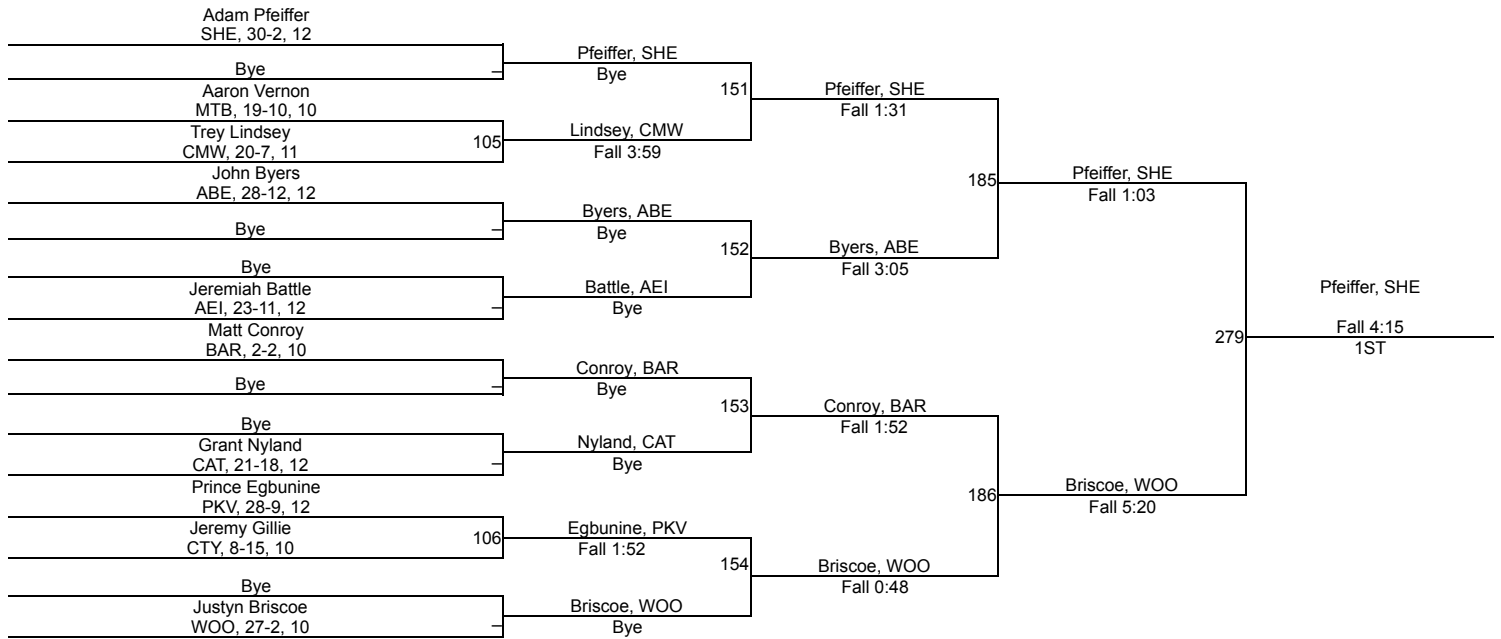 Adam Pfeiffer
SHE, 30-2, 12
Bye
Aaron Vernon
MTB, 19-10, 10
Trey Lindsey
CMW, 20-7, 11
105
John Byers
ABE, 28-12, 12
Bye
Bye
Jeremiah Battle
AEI, 23-11, 12
Matt Conroy
BAR, 2-2, 10
Bye
Bye
Grant Nyland
CAT, 21-18, 12
Prince Egbunine
PKV, 28-9, 12
Jeremy Gillie
CTY, 8-15, 10
106
Bye
Justyn Briscoe
WOO, 27-2, 10
Pfeiffer, SHE
Bye
151
Lindsey, CMW
Fall 3:59
Byers, ABE
Bye
152
Battle, AEI
Bye
Conroy, BAR
Bye
153
Nyland, CAT
Bye
Egbunine, PKV
Fall 1:52
154
Briscoe, WOO
Bye
Pfeiffer, SHE
Fall 1:31
185
Byers, ABE
Fall 3:05
Conroy, BAR
Fall 1:52
186
Briscoe, WOO
Fall 0:48
Pfeiffer, SHE
Fall 1:03
279
Briscoe, WOO
Fall 5:20
Pfeiffer, SHE
Fall 4:15
1ST